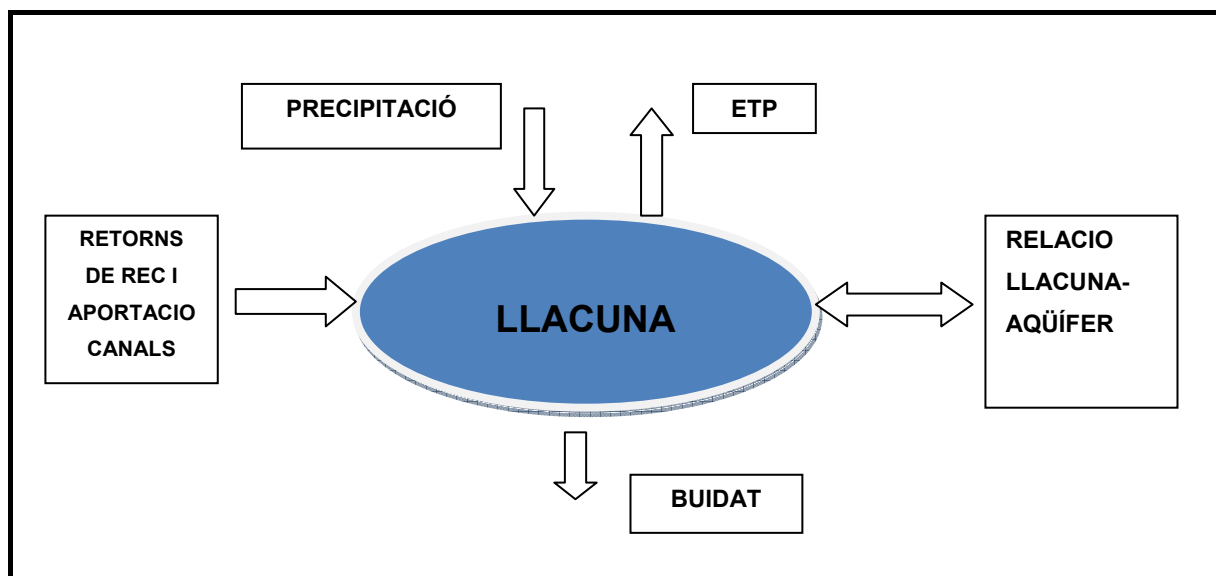 PRECIPITACIÓ
ETP
RETORNS
DE REC I
APORTACIO
CANALS
LLACUNA
RELACIO
LLACUNA-
AQÜÍFER
BUIDAT